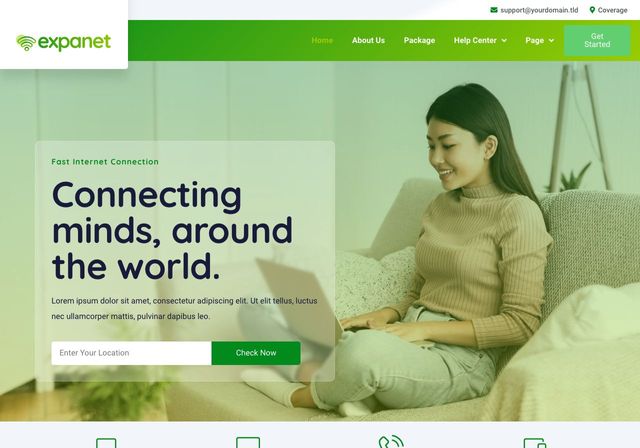 support@yourdomain.tld Coverage
expanet
Home About Us Package Help Center Page Get Started
Fast Internet Connection
Connecting
minds, around
the world.
Lorem ipsum dolor sit amet, consectetur adipiscing elit. Ut elit tellus, luctus
nec ullamcorper mattis, pulvinar dapibus leo.
Enter Your Location Check Now